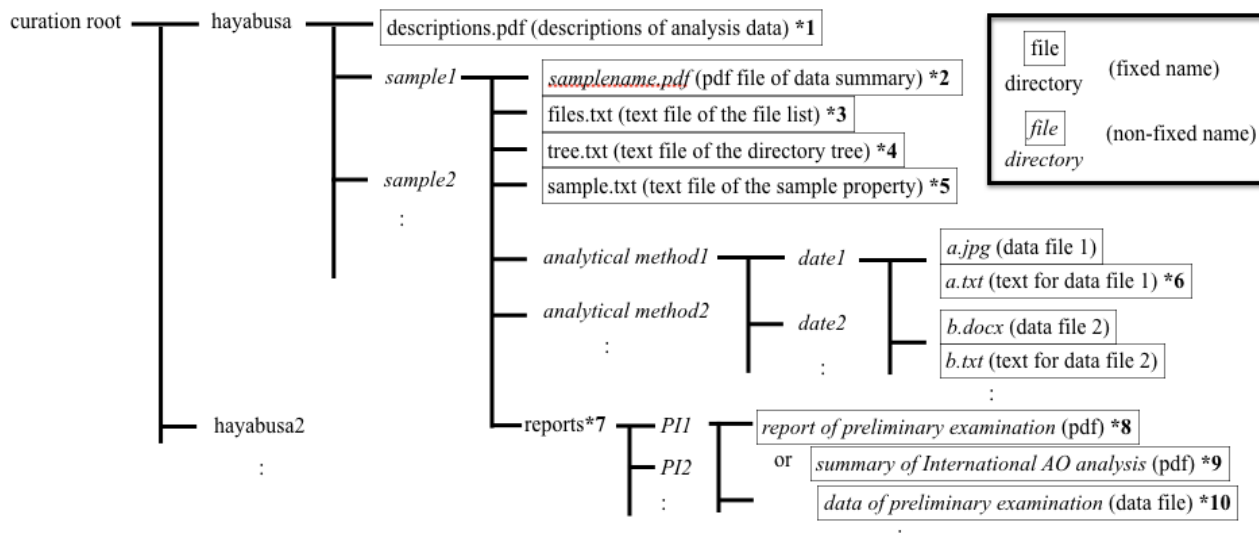 curation root
hayabusa
descriptions.pdf (descriptions of analysis data) *1
sample1
samplename.pdf (pdf file of data summary) *2
files.txt (text file of the file list) *3
tree.txt (text file of the directory tree) *4
sample2
sample.txt (text file of the sample property) *5
:
analytical method1
date1
a.jpg (data file 1)
a.txt (text for data file 1) *6
analytical method2
date2
b.docx (data file 2)
b.txt (text for data file 2)
:
:
:
hayabusa2
:
reports*7
PI1
report of preliminary examination (pdf) *8
PI2
or
summary of International AO analysis (pdf) *9
:
data of preliminary examination (data file) *10
:
file
directory
(fixed name)
file
directory
(non-fixed name)